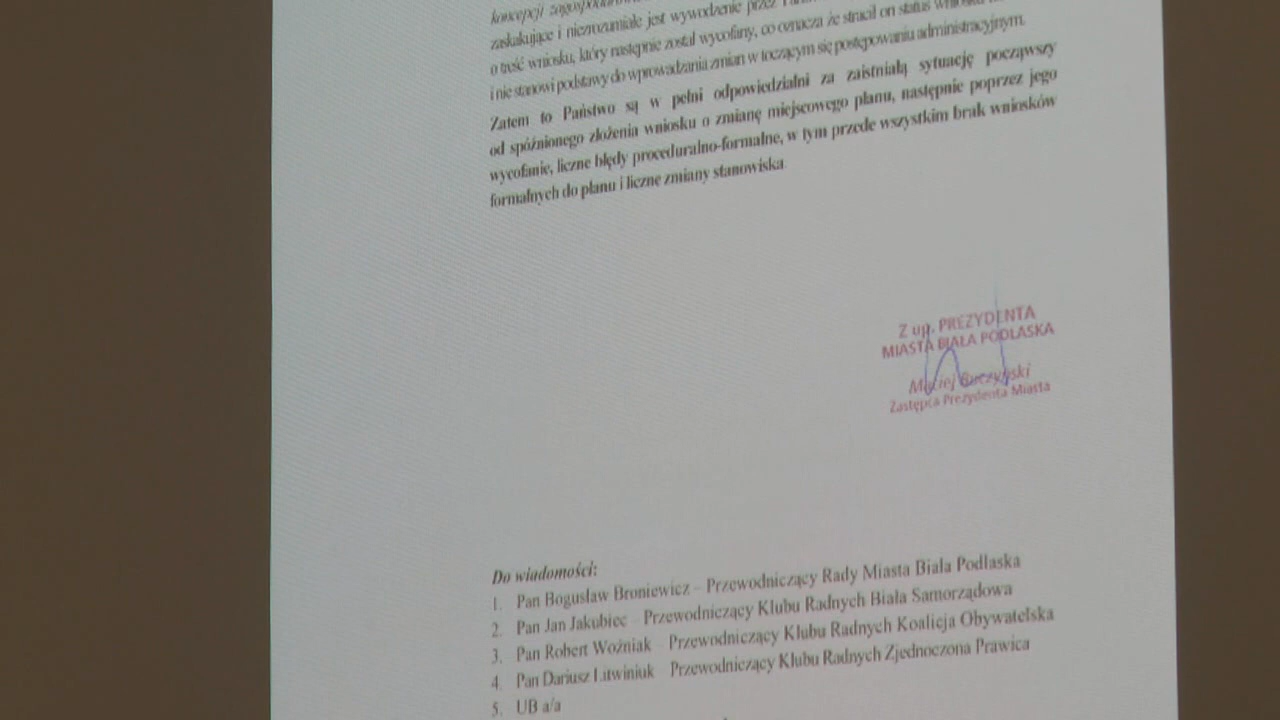 koncepcji
zaskakujące i niezrozumiałe jest wywodzenie przez
o treść wniosku, który następnie został wycofany, co oznacza że stracił on status
i nie stanowi podstawy do wprowadzania zmian w toczącym się postępowaniu administracyjnym.
Zatem to Państwo są w pełni odpowiedzialni za zaistniałą sytuację począwszy
od spóźnionego złożenia wniosku o zmianę miejscowego planu, następnie poprzez jego
wycofanie, liczne błędy proceduralno-formalne, w tym przede wszystkim brak wniosków
formalnych do planu i liczne zmiany stanowiska
Z up. PREZYDENTA
MIASTA BIAŁA PODLASKA
Maciej
Zastępca Prezydenta Miasta
Do wiadomości:
1. Pan Bogusław Broniewicz – Przewodniczący Rady Miasta Biała Podlaska
2. Pan Jan Jakubiec – Przewodniczący Klubu Radnych Biała Samorządowa
3. Pan Robert Woźniak – Przewodniczący Klubu Radnych Koalicja Obywatelska
4. Pan Dariusz Litwiniuk – Przewodniczący Klubu Radnych Zjednoczona Prawica
5. UB a/a